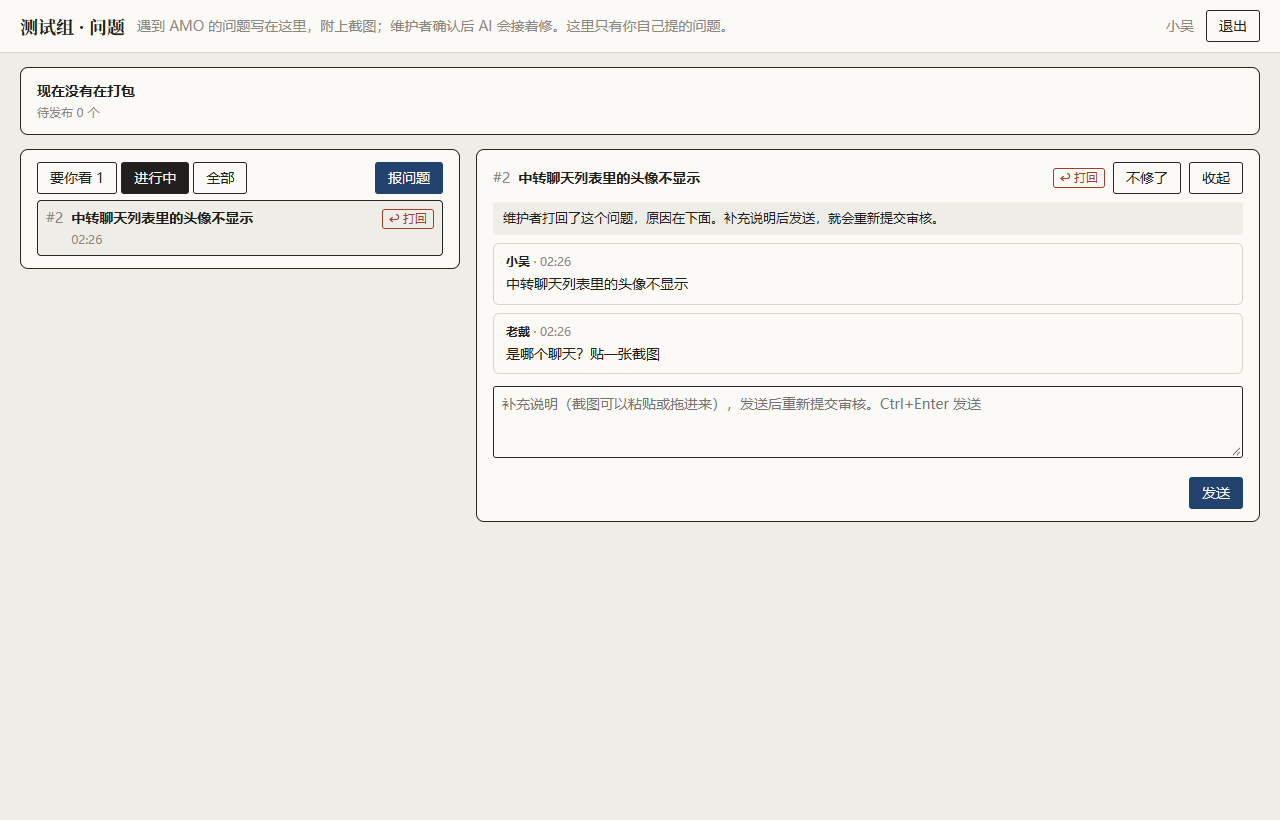 测试组 · 问题 遇到 AMO 的问题写在这里，附上截图；维护者确认后 AI 会接着修。这里只有你自己提的问题。 小吴 退出
现在没有在打包
待发布 0 个
要你看 1 进行中 全部 报问题
#2 中转聊天列表里的头像不显示 ↩ 打回
02:26
#2 中转聊天列表里的头像不显示 ↩ 打回 不修了 收起
维护者打回了这个问题，原因在下面。补充说明后发送，就会重新提交审核。
小吴 · 02:26
中转聊天列表里的头像不显示
老戴 · 02:26
是哪个聊天？贴一张截图
补充说明（截图可以粘贴或拖进来），发送后重新提交审核。Ctrl+Enter 发送
发送